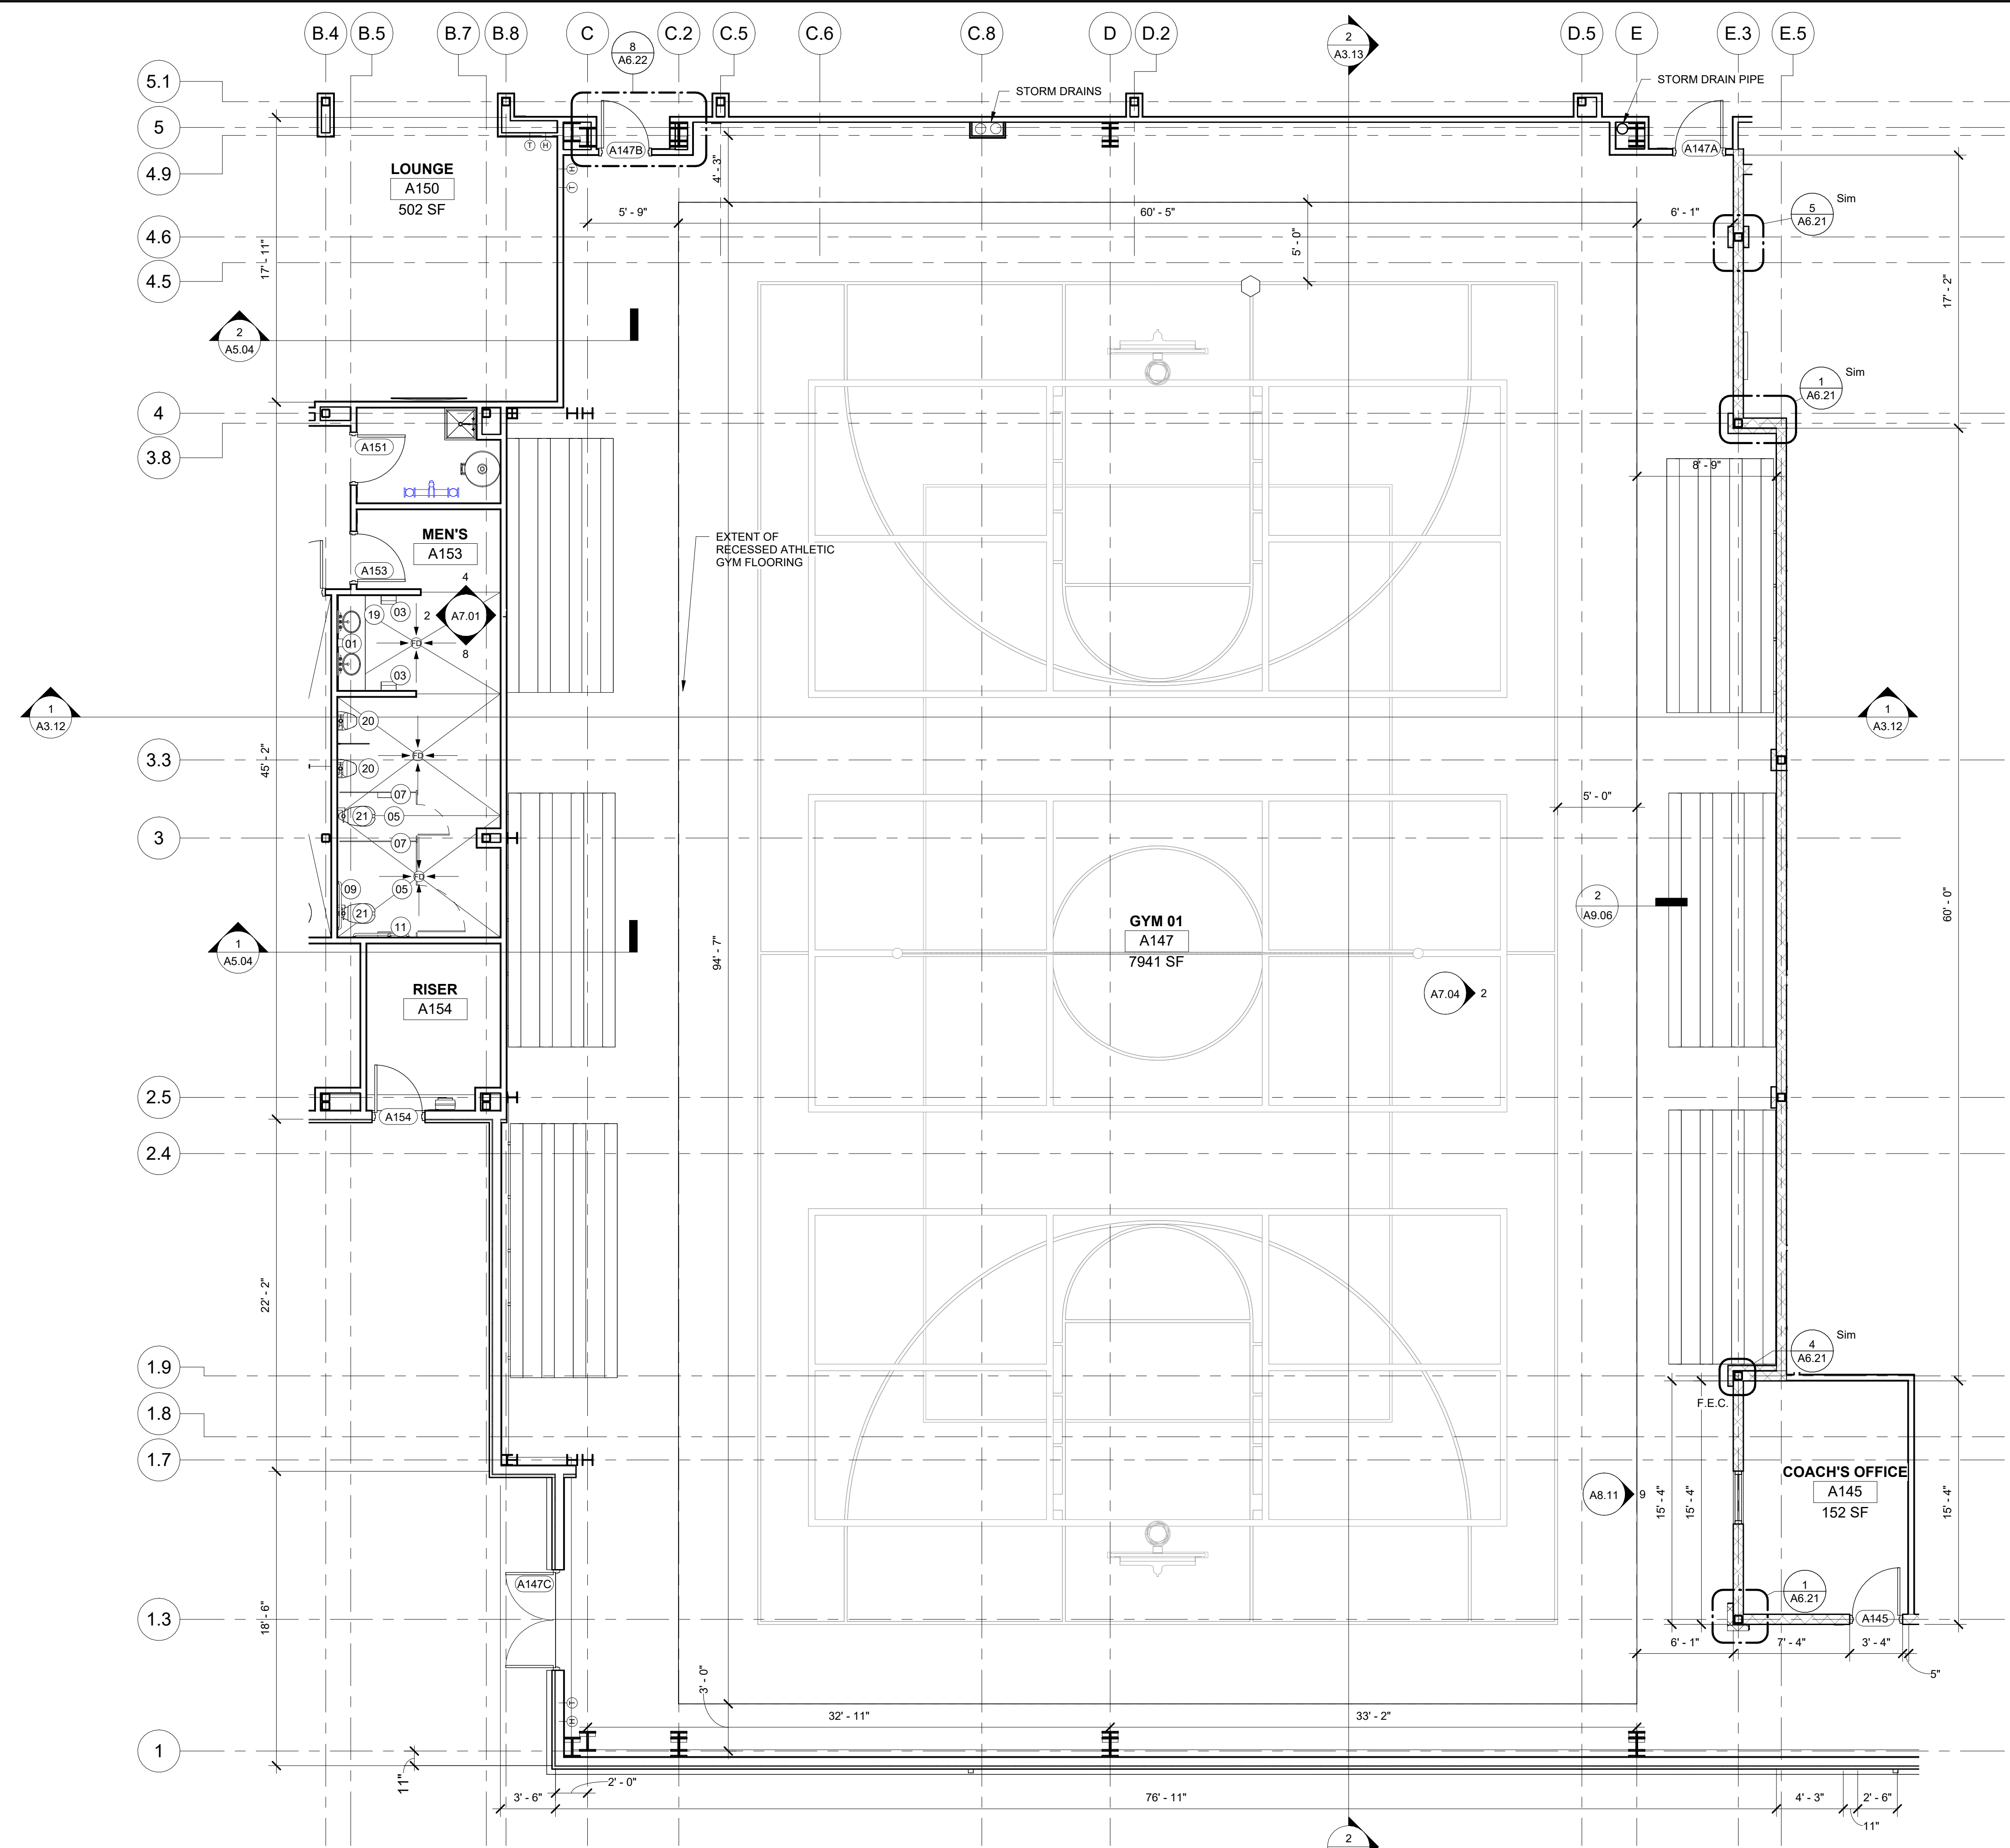 B.4
B.5
B.7
B.8
C
C.2
C.5
C.6
C.8
D
D.2
D.5
E
E.3
E.5
8
A6.22
2
A3.13
5.1
5
4.9
4.6
4.5
4
3.8
3.3
3
2.5
2.4
1.9
1.8
1.7
1.3
1
STORM DRAINS
STORM DRAIN PIPE
T
H
A147B
A147A
H
T
LOUNGE
A150
502 SF
4' - 3"
5' - 9"
60' - 5"
6' - 1"
5' - 0"
5
A6.21
Sim
17' - 11"
17' - 2"
2
A5.04
1
A6.21
Sim
A151
8' - 9"
MEN'S
A153
A153
EXTENT OF
RECESSED ATHLETIC
GYM FLOORING
4
2
A7.01
8
19
03
01
FD
03
1
A3.12
1
A3.12
20
FD
20
45' - 2"
07
21
05
07
FD
09
05
21
11
5' - 0"
2
A9.06
60' - 0"
GYM 01
A147
7941 SF
94' - 7"
1
A5.04
A7.04
2
RISER
A154
A154
22' - 2"
4
A6.21
Sim
F.E.C.
COACH'S OFFICE
A145
152 SF
A8.11
9
15' - 4"
15' - 4"
15' - 4"
A147C
18' - 6"
1
A6.21
A145
6' - 1"
7' - 4"
3' - 4"
5"
3' - 0"
T
H
32' - 11"
33' - 2"
11"
2' - 0"
3' - 6"
76' - 11"
4' - 3"
2' - 6"
11"
2